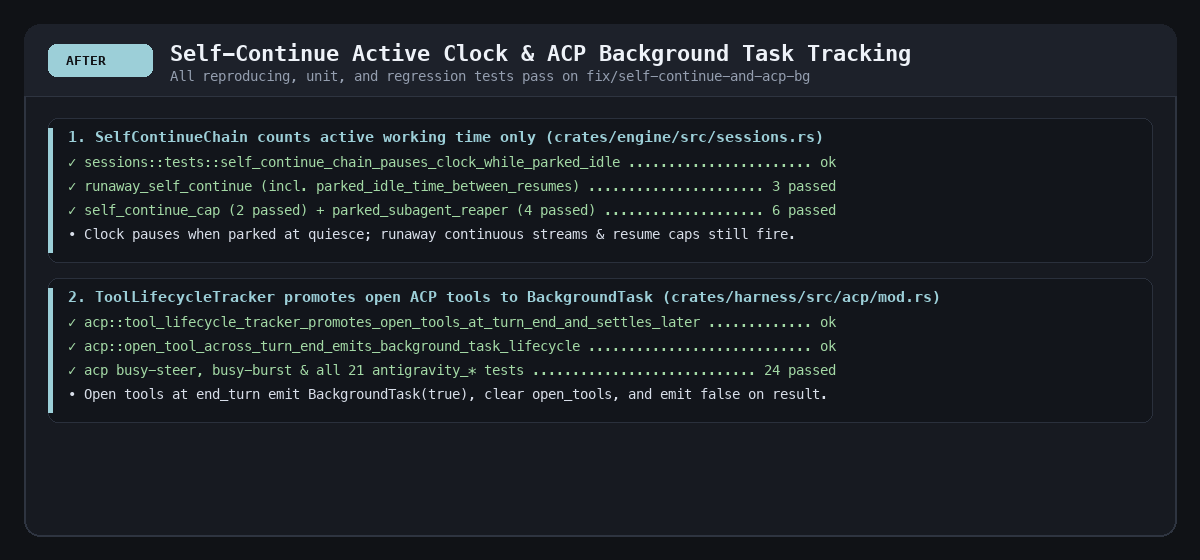 AFTER
Self-Continue Active Clock & ACP Background Task Tracking
All reproducing, unit, and regression tests pass on fix/self-continue-and-acp-bg
1. SelfContinueChain counts active working time only (crates/engine/src/sessions.rs)
✓ sessions::tests::self_continue_chain_pauses_clock_while_parked_idle ....................... ok
✓ runaway_self_continue (incl. parked_idle_time_between_resumes) ...................... 3 passed
✓ self_continue_cap (2 passed) + parked_subagent_reaper (4 passed) .................... 6 passed
• Clock pauses when parked at quiesce; runaway continuous streams & resume caps still fire.
2. ToolLifecycleTracker promotes open ACP tools to BackgroundTask (crates/harness/src/acp/mod.rs)
✓ acp::tool_lifecycle_tracker_promotes_open_tools_at_turn_end_and_settles_later ............. ok
✓ acp::open_tool_across_turn_end_emits_background_task_lifecycle ............................ ok
✓ acp busy-steer, busy-burst & all 21 antigravity_* tests ............................ 24 passed
• Open tools at end_turn emit BackgroundTask(true), clear open_tools, and emit false on result.